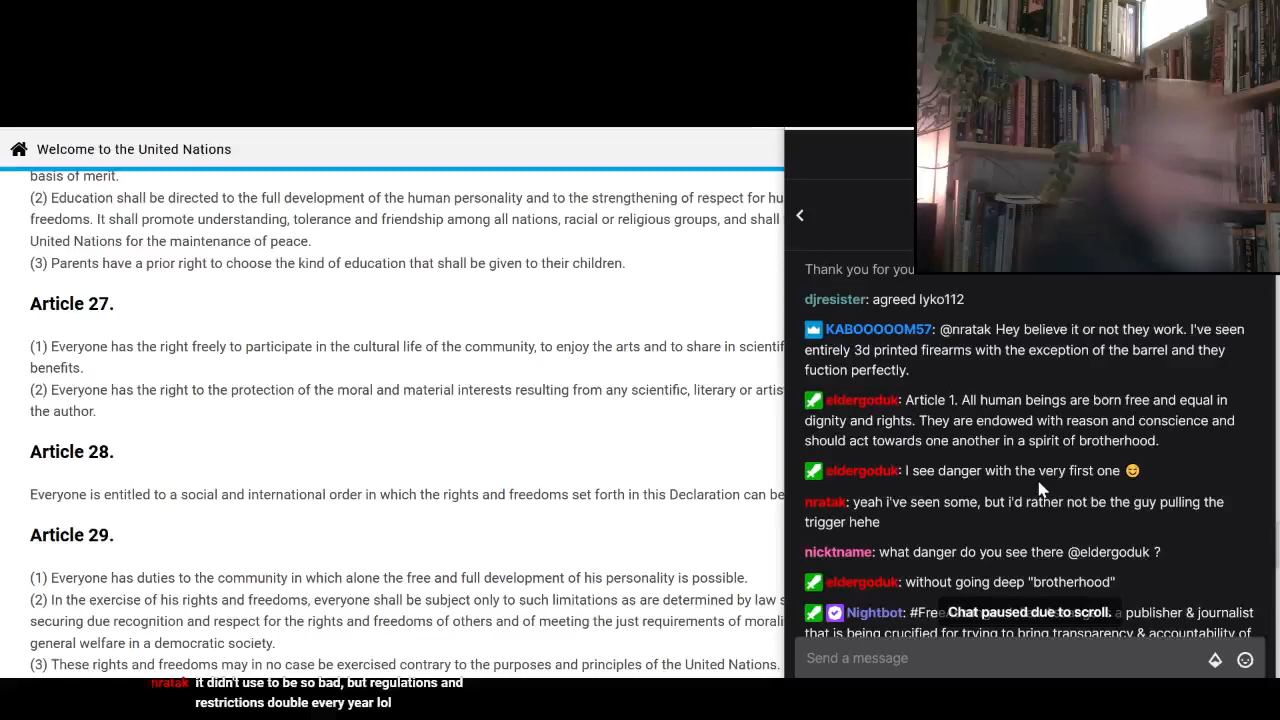 Welcome to the United Nations
basis of merit.
(2) Education shall be directed to the full development of the human personality and to the strengthening of respect for hu
freedoms. It shall promote understanding, tolerance and friendship among all nations, racial or religious groups, and shall
United Nations for the maintenance of peace.
(3) Parents have a prior right to choose the kind of education that shall be given to their children.
Article 27.
(1) Everyone has the right freely to participate in the cultural life of the community, to enjoy the arts and to share in scientif
benefits.
(2) Everyone has the right to the protection of the moral and material interests resulting from any scientific, literary or artis
the author.
Article 28.
Everyone is entitled to a social and international order in which the rights and freedoms set forth in this Declaration can be
Article 29.
(1) Everyone has duties to the community in which alone the free and full development of his personality is possible.
(2) In the exercise of his rights and freedoms, everyone shall be subject only to such limitations as are determined by law s
securing due recognition and respect for the rights and freedoms of others and of meeting the just requirements of morali
general welfare in a democratic society.
(3) These rights and freedoms may in no case be exercised contrary to the purposes and principles of the United Nations.
nratak it didn't use to be so bad, but regulations and
restrictions double every year lol
Thank you for you
djresister: agreed lyko112
KABOOOOOM57: @nratak Hey believe it or not they work. I've seen
entirely 3d printed firearms with the exception of the barrel and they
fuction perfectly.
eldergoduk: Article 1. All human beings are born free and equal in
dignity and rights. They are endowed with reason and conscience and
should act towards one another in a spirit of brotherhood.
eldergoduk: I see danger with the very first one
nratak: yeah i've seen some, but i'd rather not be the guy pulling the
trigger hehe
nicktname: what danger do you see there @eldergoduk ?
eldergoduk: without going deep "brotherhood"
Nightbot: #Free a publisher & journalist
Chat paused due to scroll.
that is being crucified for trying to bring transparency & accountability of
Send a message